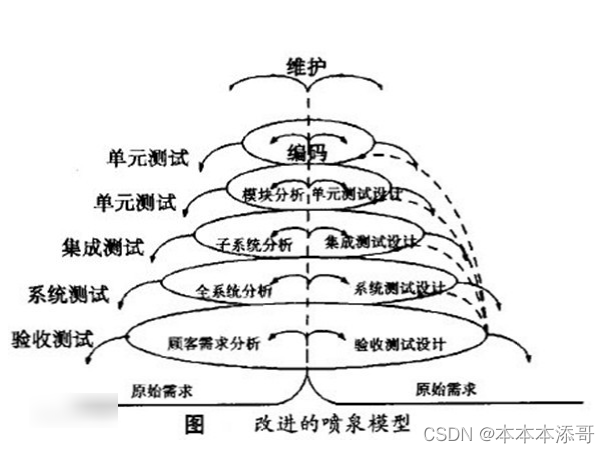 维护
编码
单元测试
模块分析 单元测试设计
单元测试
子系统分析 集成测试设计
集成测试
全系统分析 系统测试设计
系统测试
顾客需求分析 验收测试设计
验收测试
原始需求 原始需求
图 改进的喷泉模型
CSDN @本本本添哥